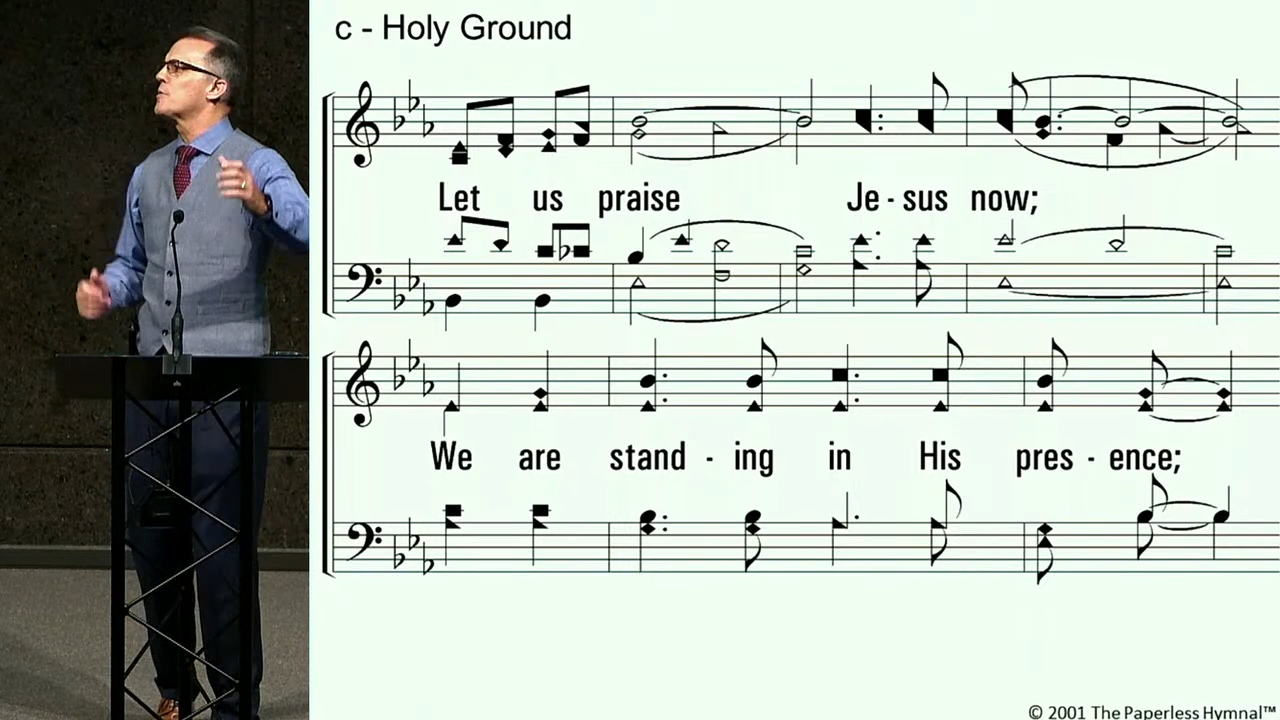 c - Holy Ground
Let us praise Je - sus now;
We are stand - ing in His pres - ence;
© 2001 The Paperless Hymnal™